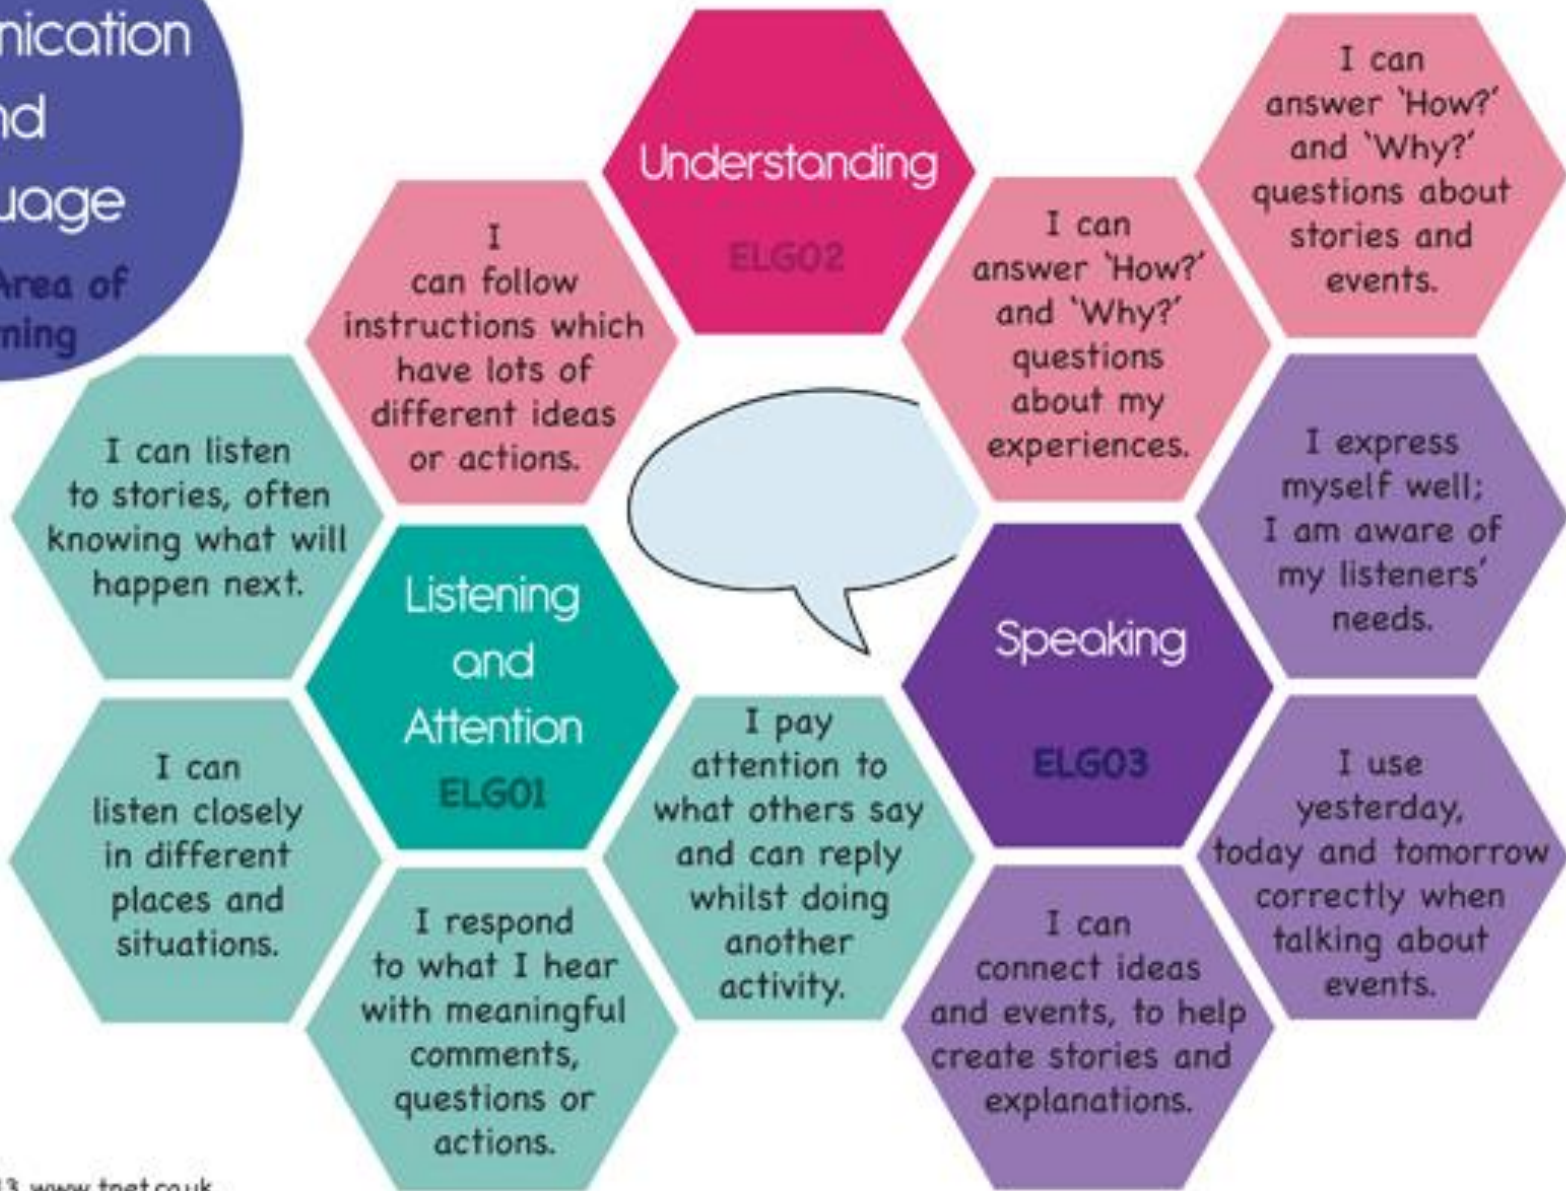 nication
nd
uage
Area of
ning
Understanding
ELG02
I
can follow
instructions which
have lots of
different ideas
or actions.
I can
answer ‘How?’
and ‘Why?’
questions
about my
experiences.
I can
answer ‘How?’
and ‘Why?’
questions about
stories and
events.
I can listen
to stories, often
knowing what will
happen next.
Listening
and
Attention
ELG01
I can
listen closely
in different
places and
situations.
I respond
to what I hear
with meaningful
comments,
questions or
actions.
I pay
attention to
what others say
and can reply
whilst doing
another
activity.
Speaking
ELG03
I express
myself well;
I am aware of
my listeners’
needs.
I use
yesterday,
today and tomorrow
correctly when
talking about
events.
I can
connect ideas
and events, to help
create stories and
explanations.
13 www.tpet.co.uk